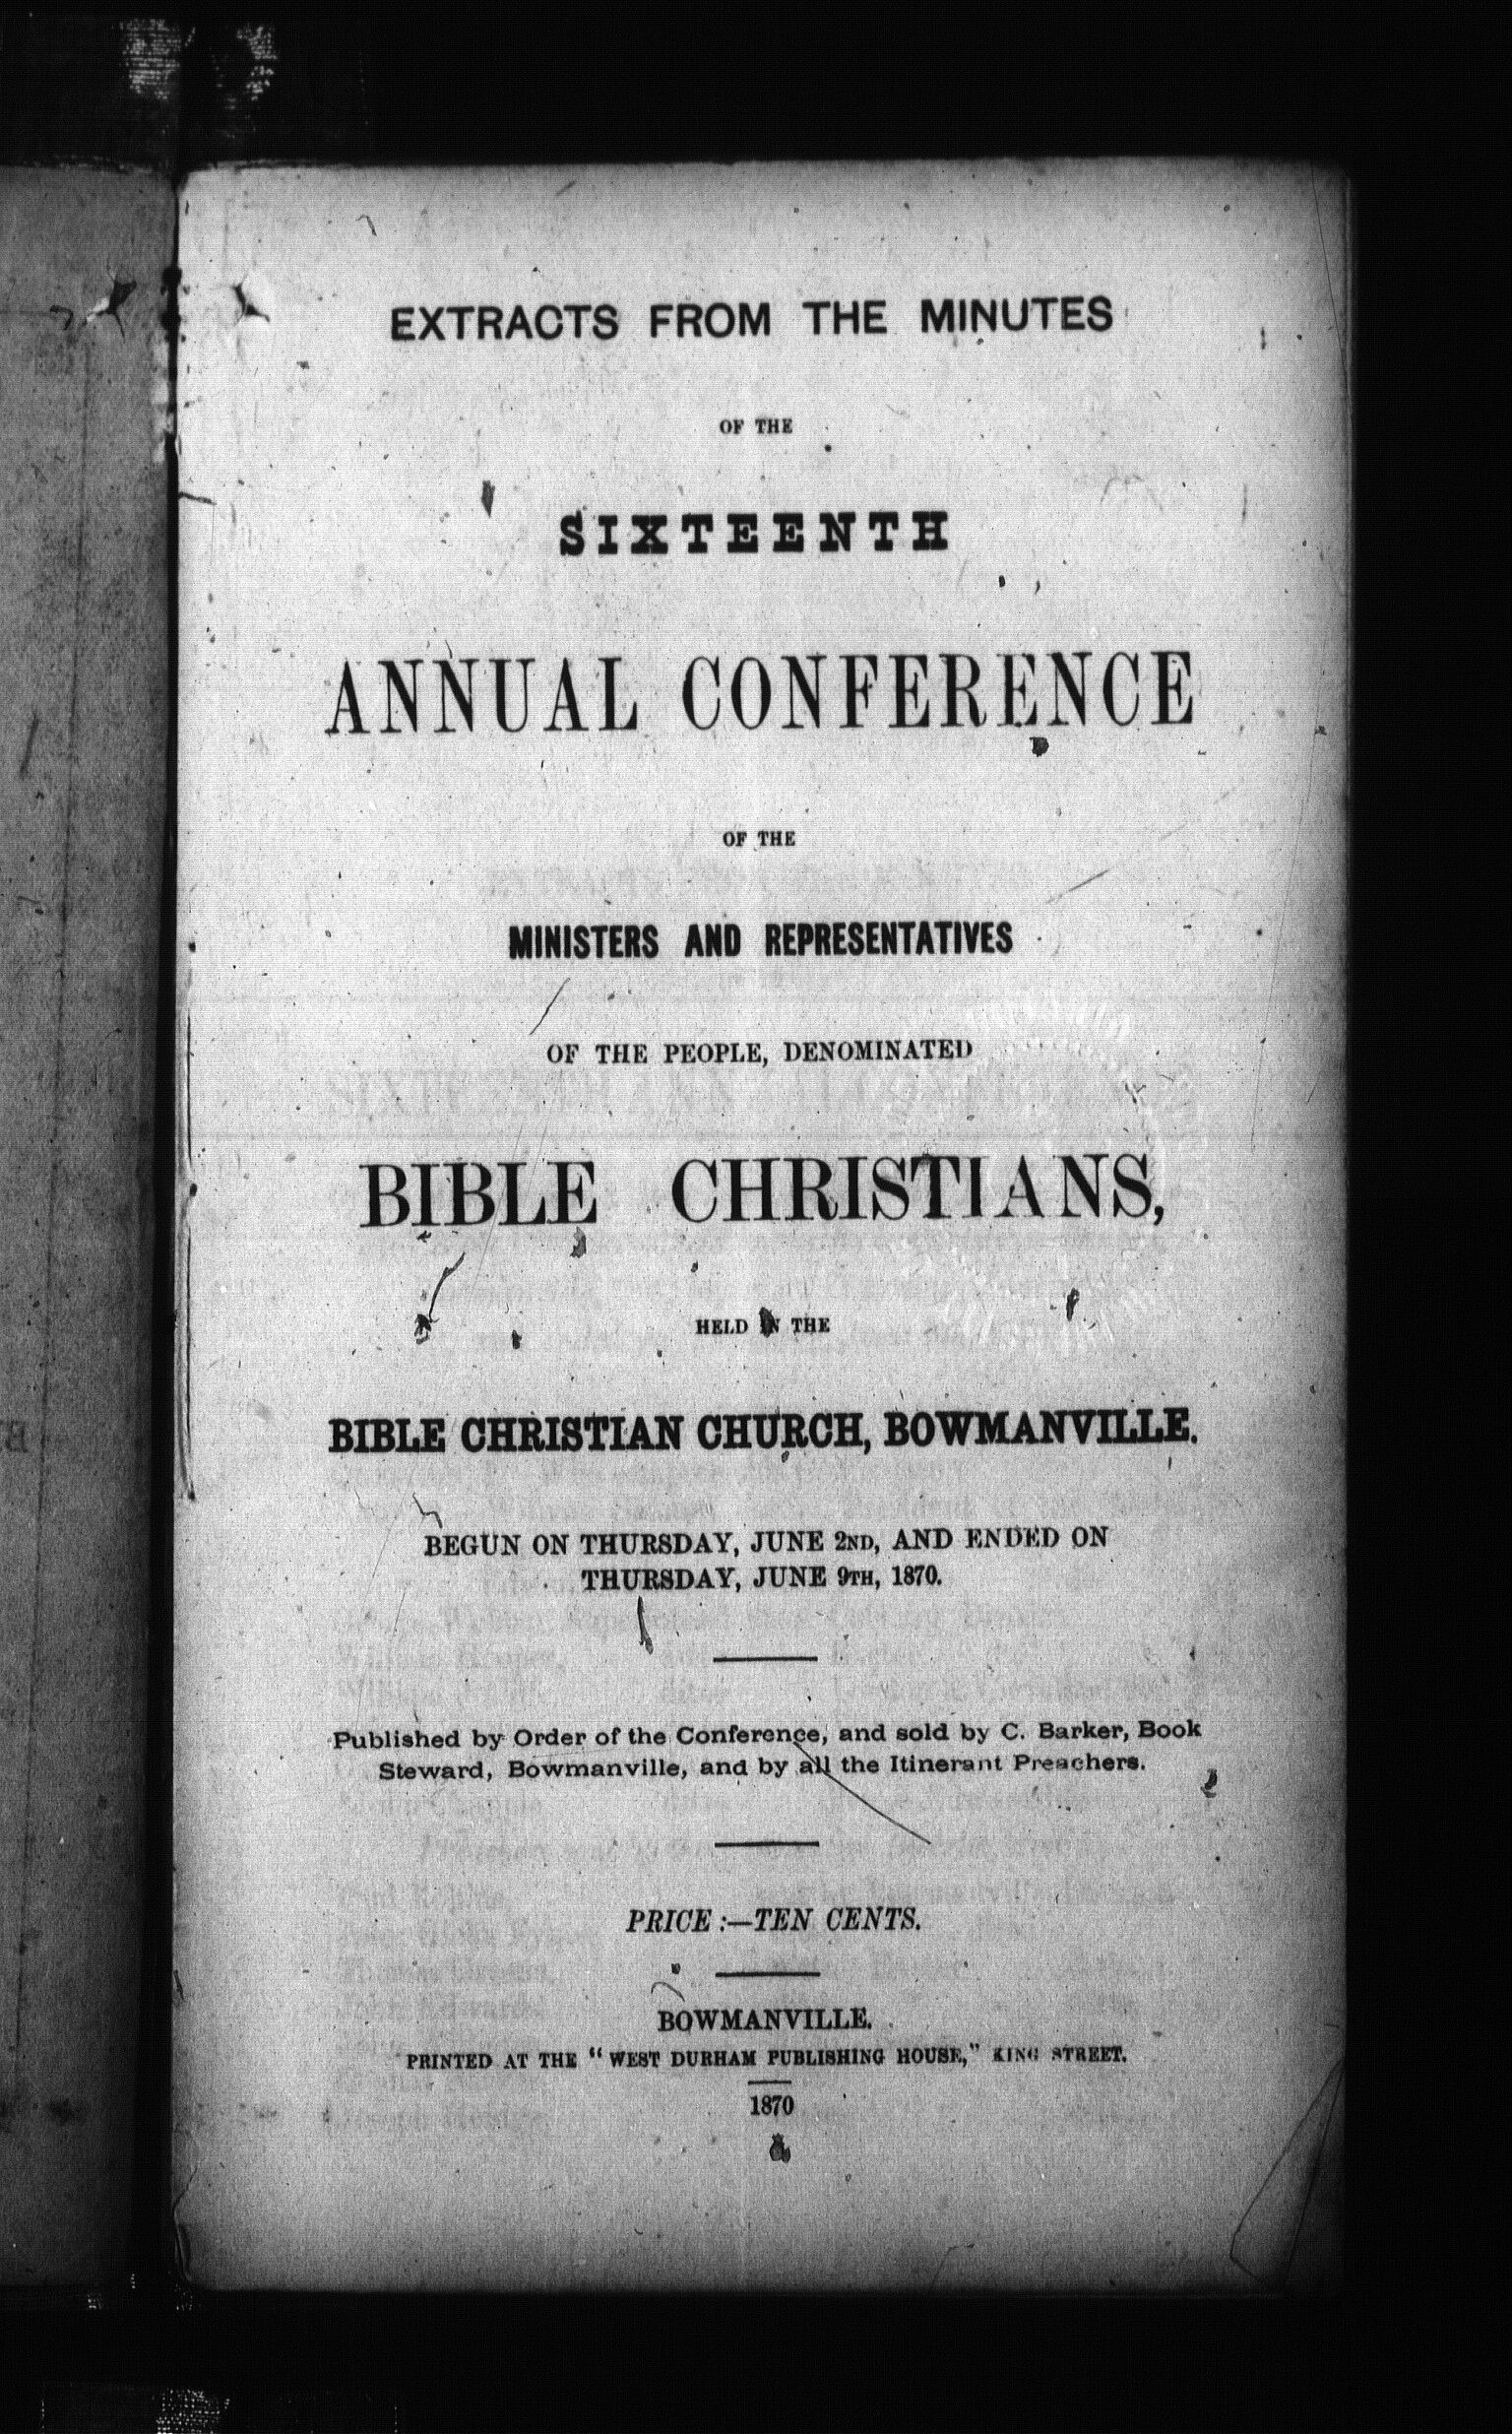 EXTRACTS FROM THE MINUTES
OF THE
SIXTEENTH
ANNUAL CONFERENCE
OF THE
MINISTERS AND REPRESENTATIVES
OF THE PEOPLE, DENOMINATED
BIBLE CHRISTIANS,
HELD IN THE
BIBLE CHRISTIAN CHURCH, BOWMANVILLE.
BEGUN ON THURSDAY, JUNE 2ND, AND ENDED ON
THURSDAY, JUNE 9TH, 1870.
Published by Order of the Conference, and sold by C. Barker, Book
Steward, Bowmanville, and by all the Itinerant Preachers.
PRICE :—TEN CENTS.
BOWMANVILLE.
PRINTED AT THE "WEST DURHAM PUBLISHING HOUSE," KING STREET.
1870